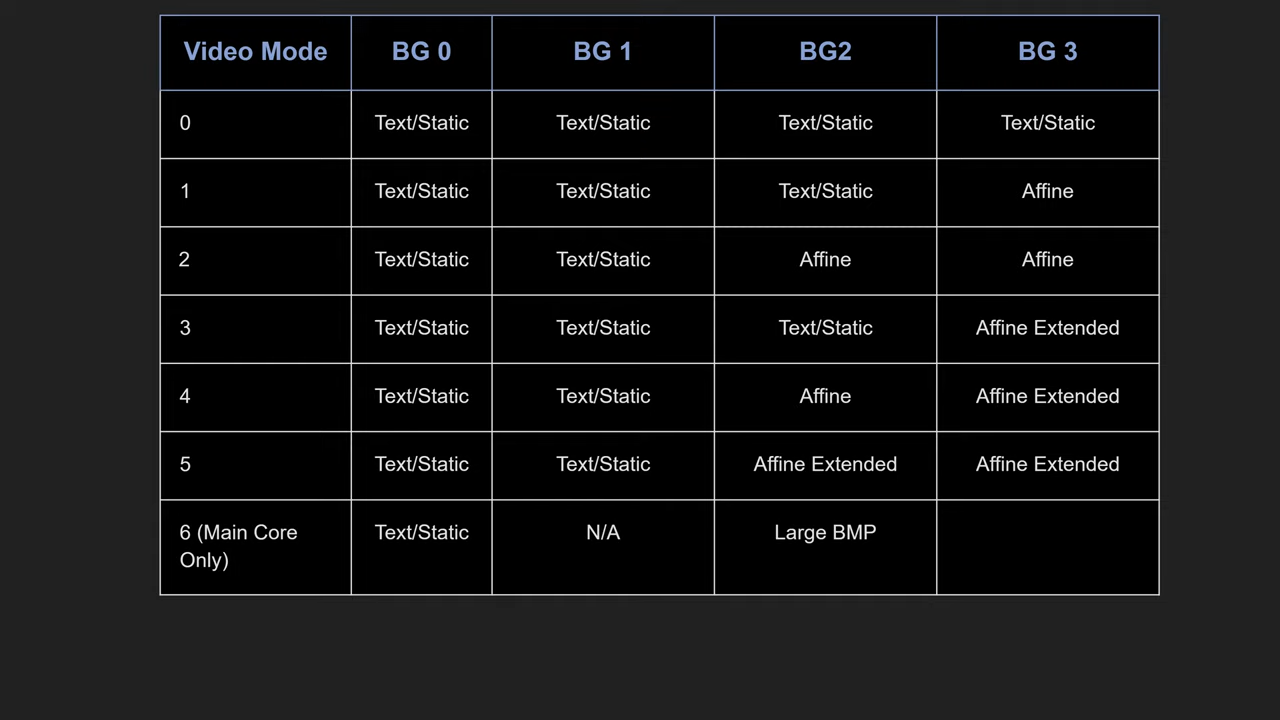 Video Mode BG 0 BG 1 BG2 BG 3
0 Text/Static Text/Static Text/Static Text/Static
1 Text/Static Text/Static Text/Static Affine
2 Text/Static Text/Static Affine Affine
3 Text/Static Text/Static Text/Static Affine Extended
4 Text/Static Text/Static Affine Affine Extended
5 Text/Static Text/Static Affine Extended Affine Extended
6 (Main Core Text/Static N/A Large BMP
Only)